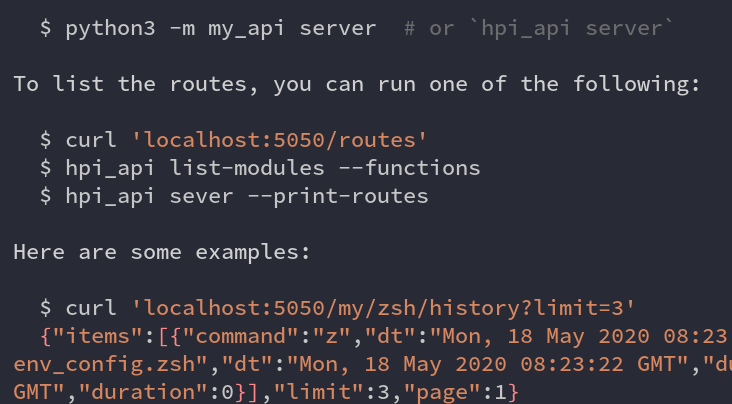 $ python3 -m my_api server  # or `hpi_api server`
To list the routes, you can run one of the following:
$ curl 'localhost:5050/routes'
$ hpi_api list-modules --functions
$ hpi_api sever --print-routes
Here are some examples:
$ curl 'localhost:5050/my/zsh/history?limit=3'
{"items":[{"command":"z","dt":"Mon, 18 May 2020 08:23
env_config.zsh","dt":"Mon, 18 May 2020 08:23:22 GMT","du
GMT","duration":0}],"limit":3,"page":1}